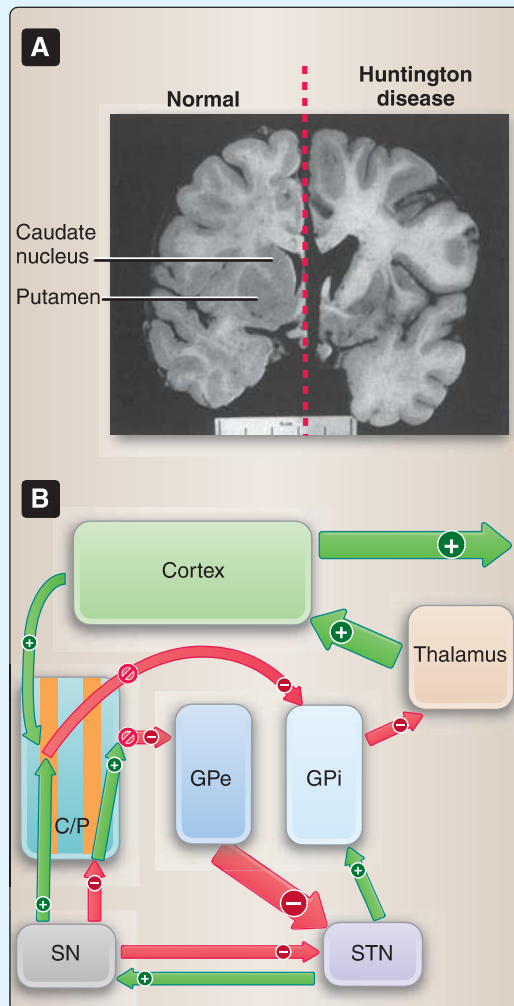 A
Normal
Huntington
disease
Caudate
nucleus
Putamen
B
Cortex
+
+
Thalamus
+
−
−
−
GPe
GPi
+
C/P
−
+
+
−
SN
−
STN
+